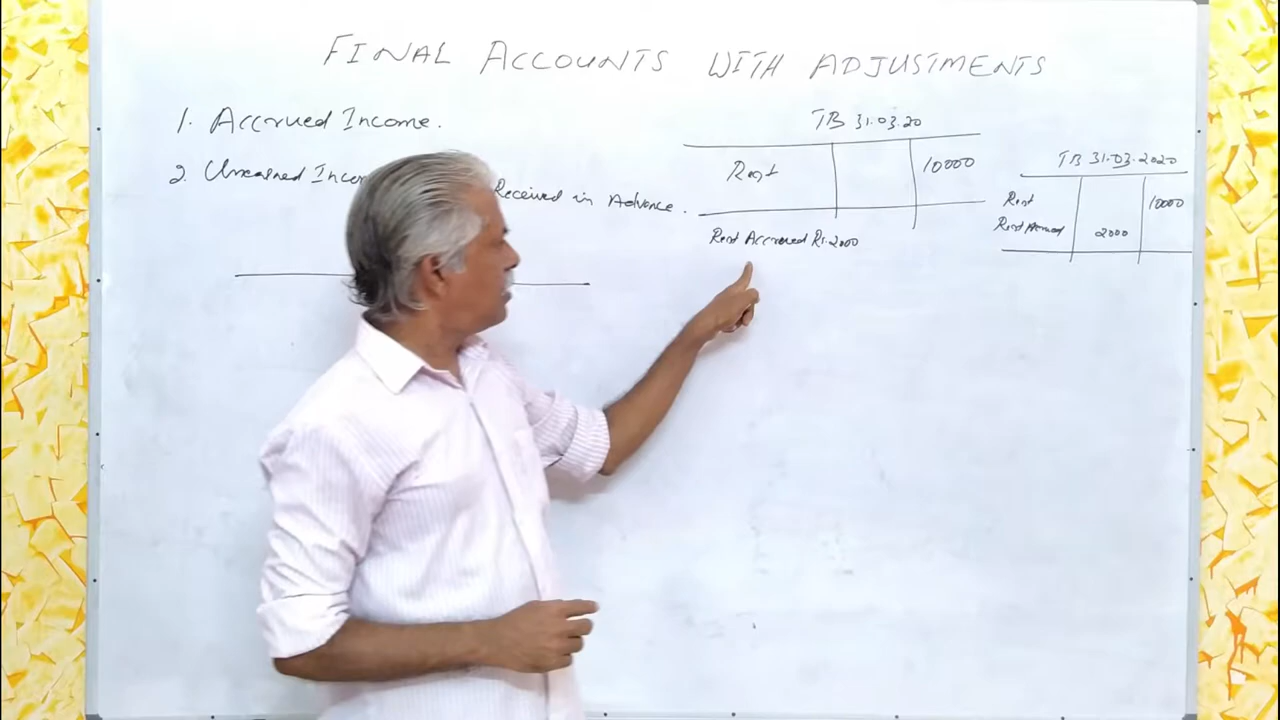 FINAL ACCOUNTS WITH ADJUSTMENTS
1. Accrued Income.
2. Unearned Incom
Received in Advance.
TB 31.03.20
Rent 10000
Rent Accrued Rs.2000
TB 31.03.2020
Rent 10000
Rent Accrued 2000